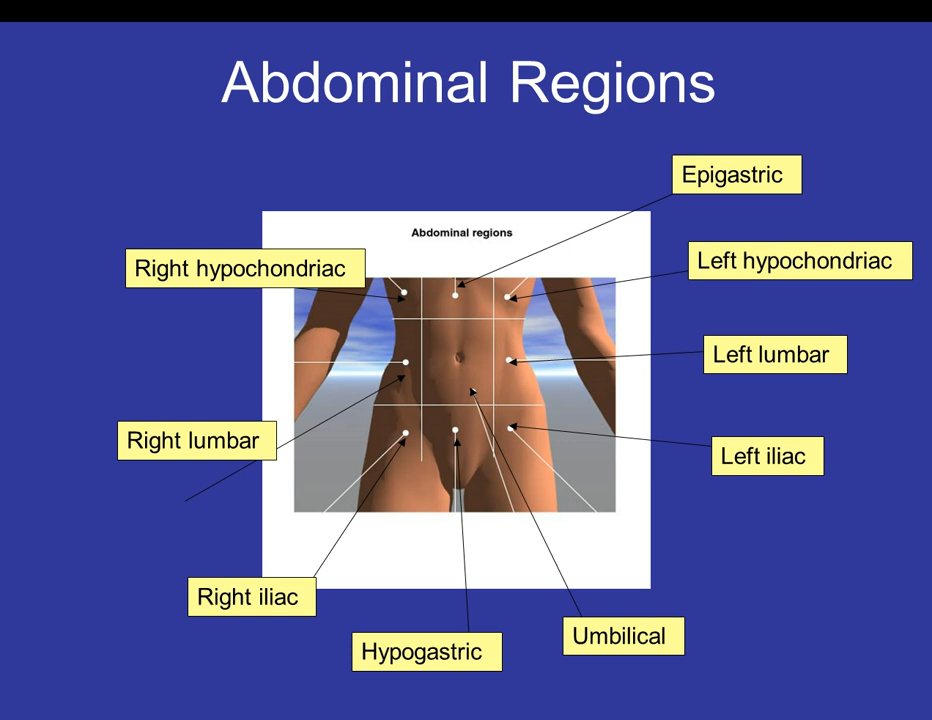 Abdominal Regions
Epigastric
Abdominal regions
Right hypochondriac
Left hypochondriac
Left lumbar
Right lumbar
Left iliac
Right iliac
Umbilical
Hypogastric